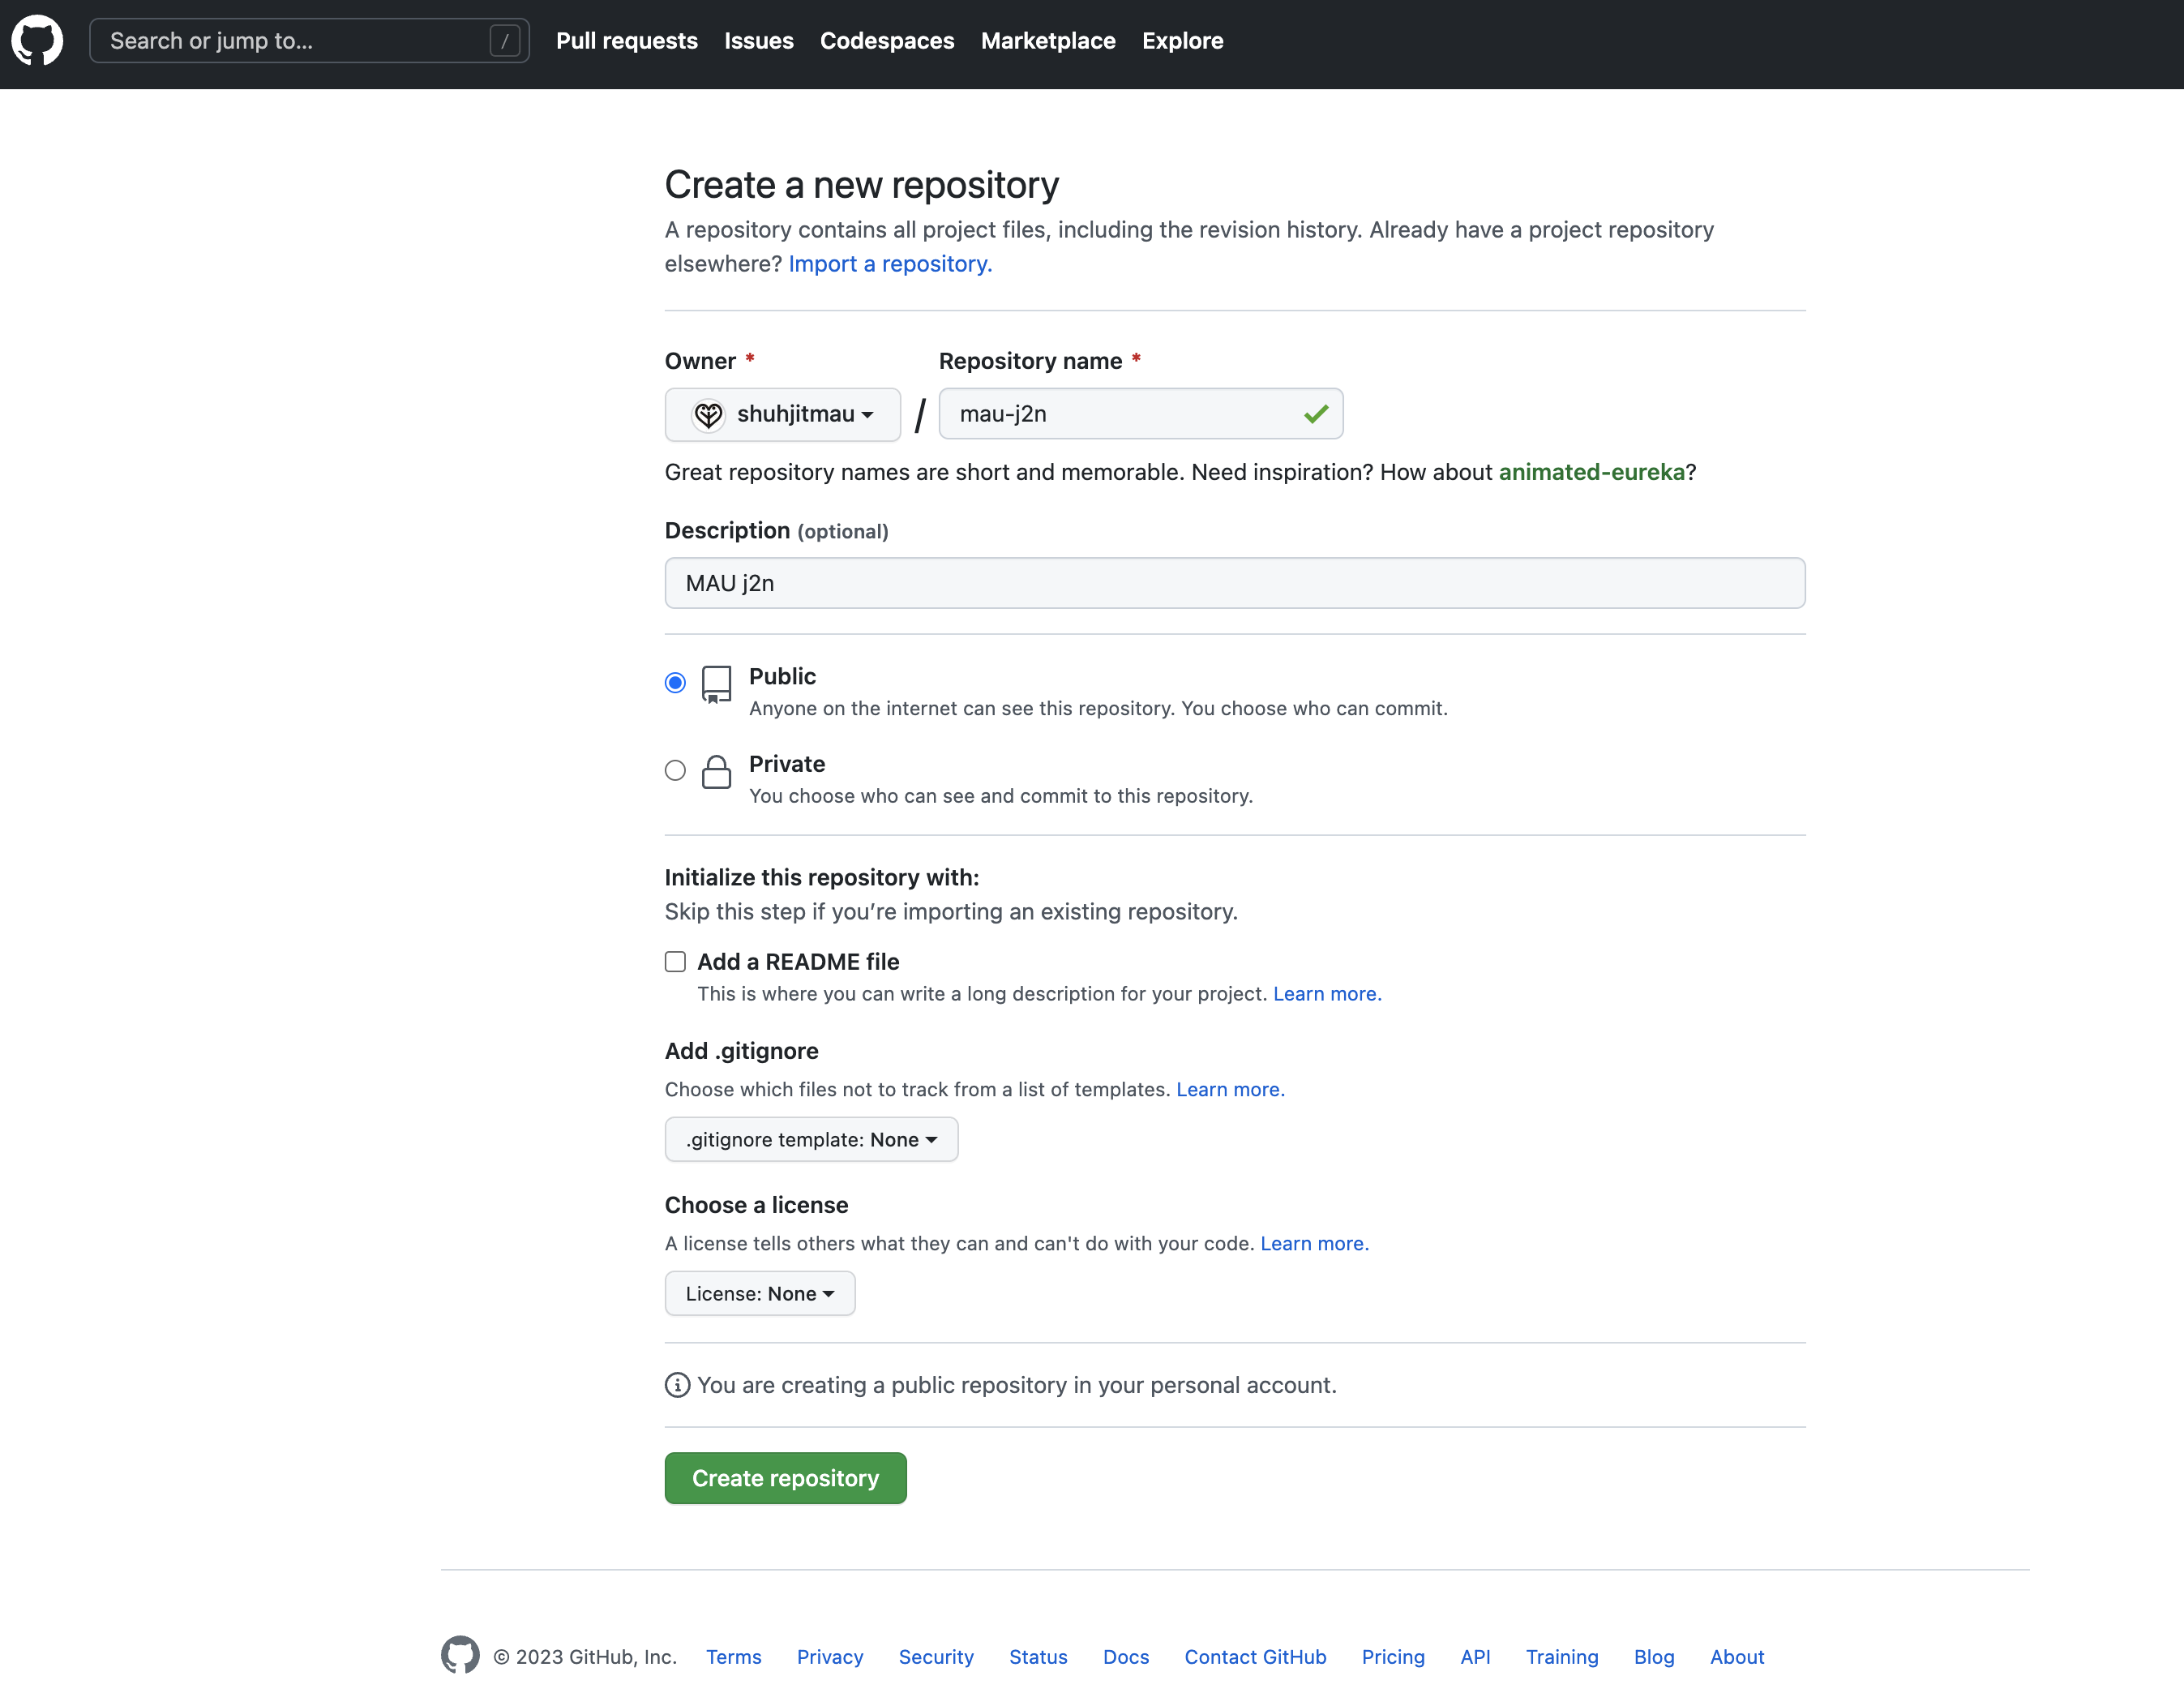 Search or jump to... /
Pull requests Issues Codespaces Marketplace Explore
Create a new repository
A repository contains all project files, including the revision history. Already have a project repository
elsewhere? Import a repository.
Owner * Repository name *
shuhjitmau / mau-j2n
Great repository names are short and memorable. Need inspiration? How about animated-eureka?
Description (optional)
MAU j2n
Public
Anyone on the internet can see this repository. You choose who can commit.
Private
You choose who can see and commit to this repository.
Initialize this repository with:
Skip this step if you’re importing an existing repository.
Add a README file
This is where you can write a long description for your project. Learn more.
Add .gitignore
Choose which files not to track from a list of templates. Learn more.
.gitignore template: None
Choose a license
A license tells others what they can and can't do with your code. Learn more.
License: None
You are creating a public repository in your personal account.
Create repository
© 2023 GitHub, Inc. Terms Privacy Security Status Docs Contact GitHub Pricing API Training Blog About